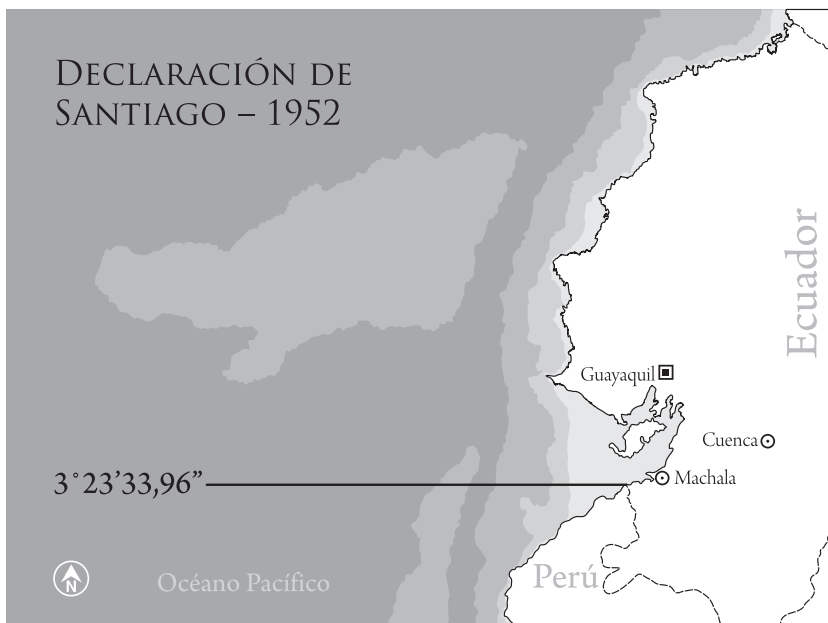 DECLARACIÓN DE
SANTIAGO – 1952
Ecuador
Guayaquil
Cuenca
Machala
3°23’33,96”
Perú
Océano Pacífico
N